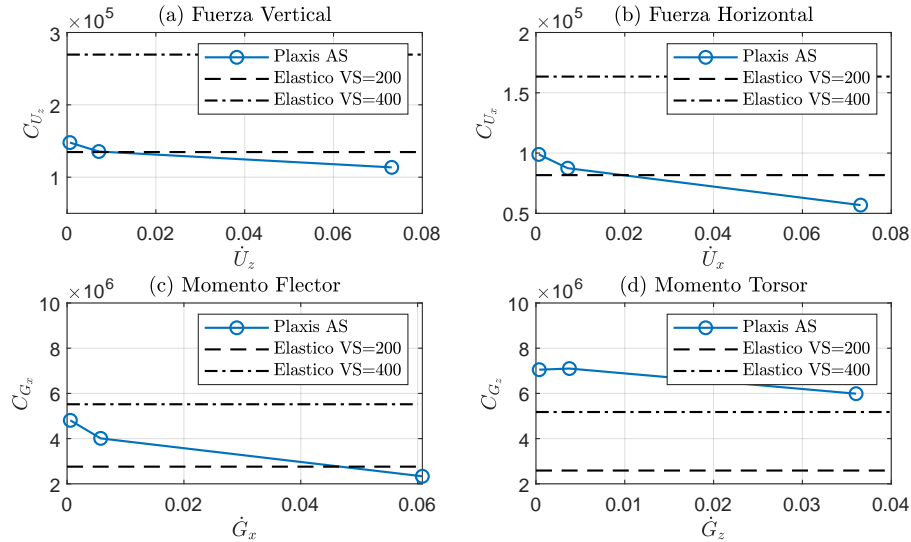 (a) Fuerza Vertical
×10^5
3
2
1
C_{U_z}
Plaxis AS
Elastico VS=200
Elastico VS=400
0 0.02 0.04 0.06 0.08
U̇_z
(b) Fuerza Horizontal
×10^5
2
1.5
1
0.5
C_{U_x}
Plaxis AS
Elastico VS=200
Elastico VS=400
0 0.02 0.04 0.06 0.08
U̇_x
(c) Momento Flector
×10^6
10
8
6
4
2
C_{G_x}
Plaxis AS
Elastico VS=200
Elastico VS=400
0 0.02 0.04 0.06
Ġ_x
(d) Momento Torsor
×10^6
10
8
6
4
2
C_{G_z}
Plaxis AS
Elastico VS=200
Elastico VS=400
0 0.01 0.02 0.03 0.04
Ġ_z